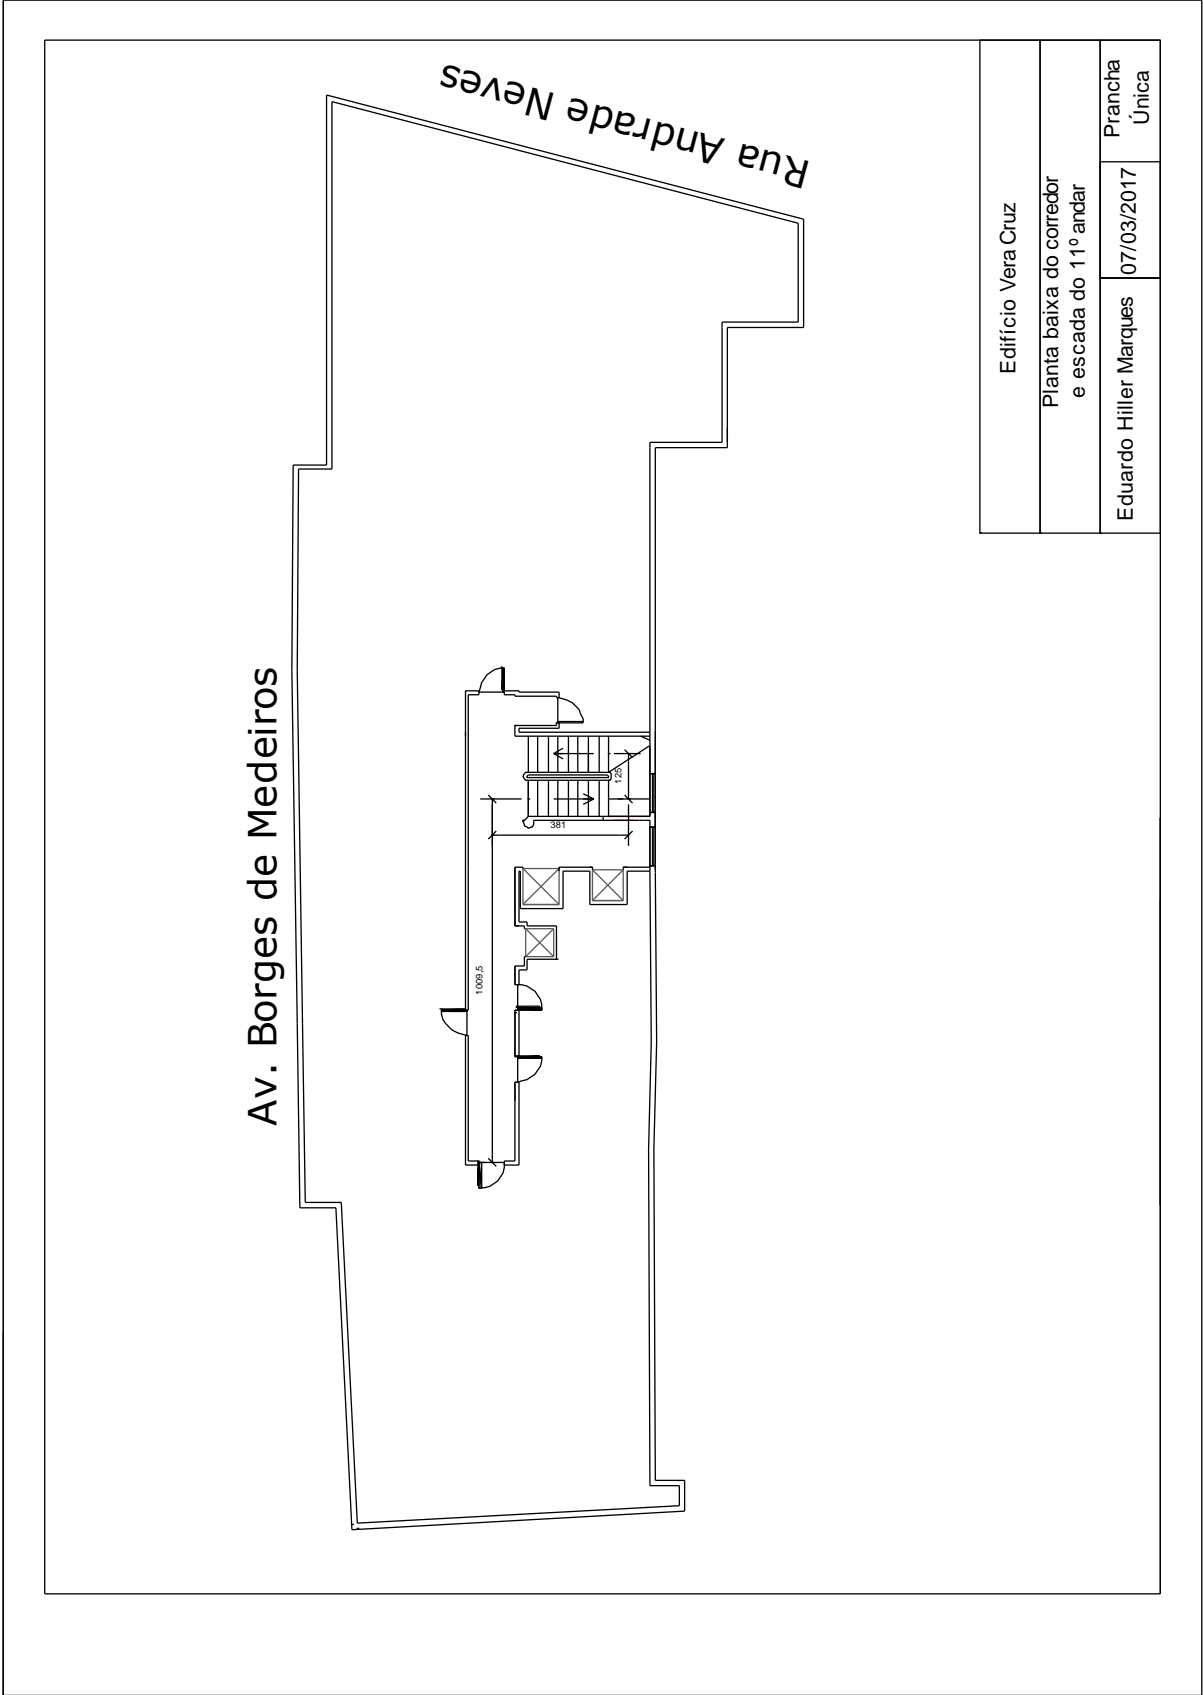 Rua Andrade Neves
Av. Borges de Medeiros
1009,5
381
125
Edifício Vera Cruz
Planta baixa do corredor
e escada do 11º andar
Eduardo Hiller Marques
07/03/2017
Prancha
Única